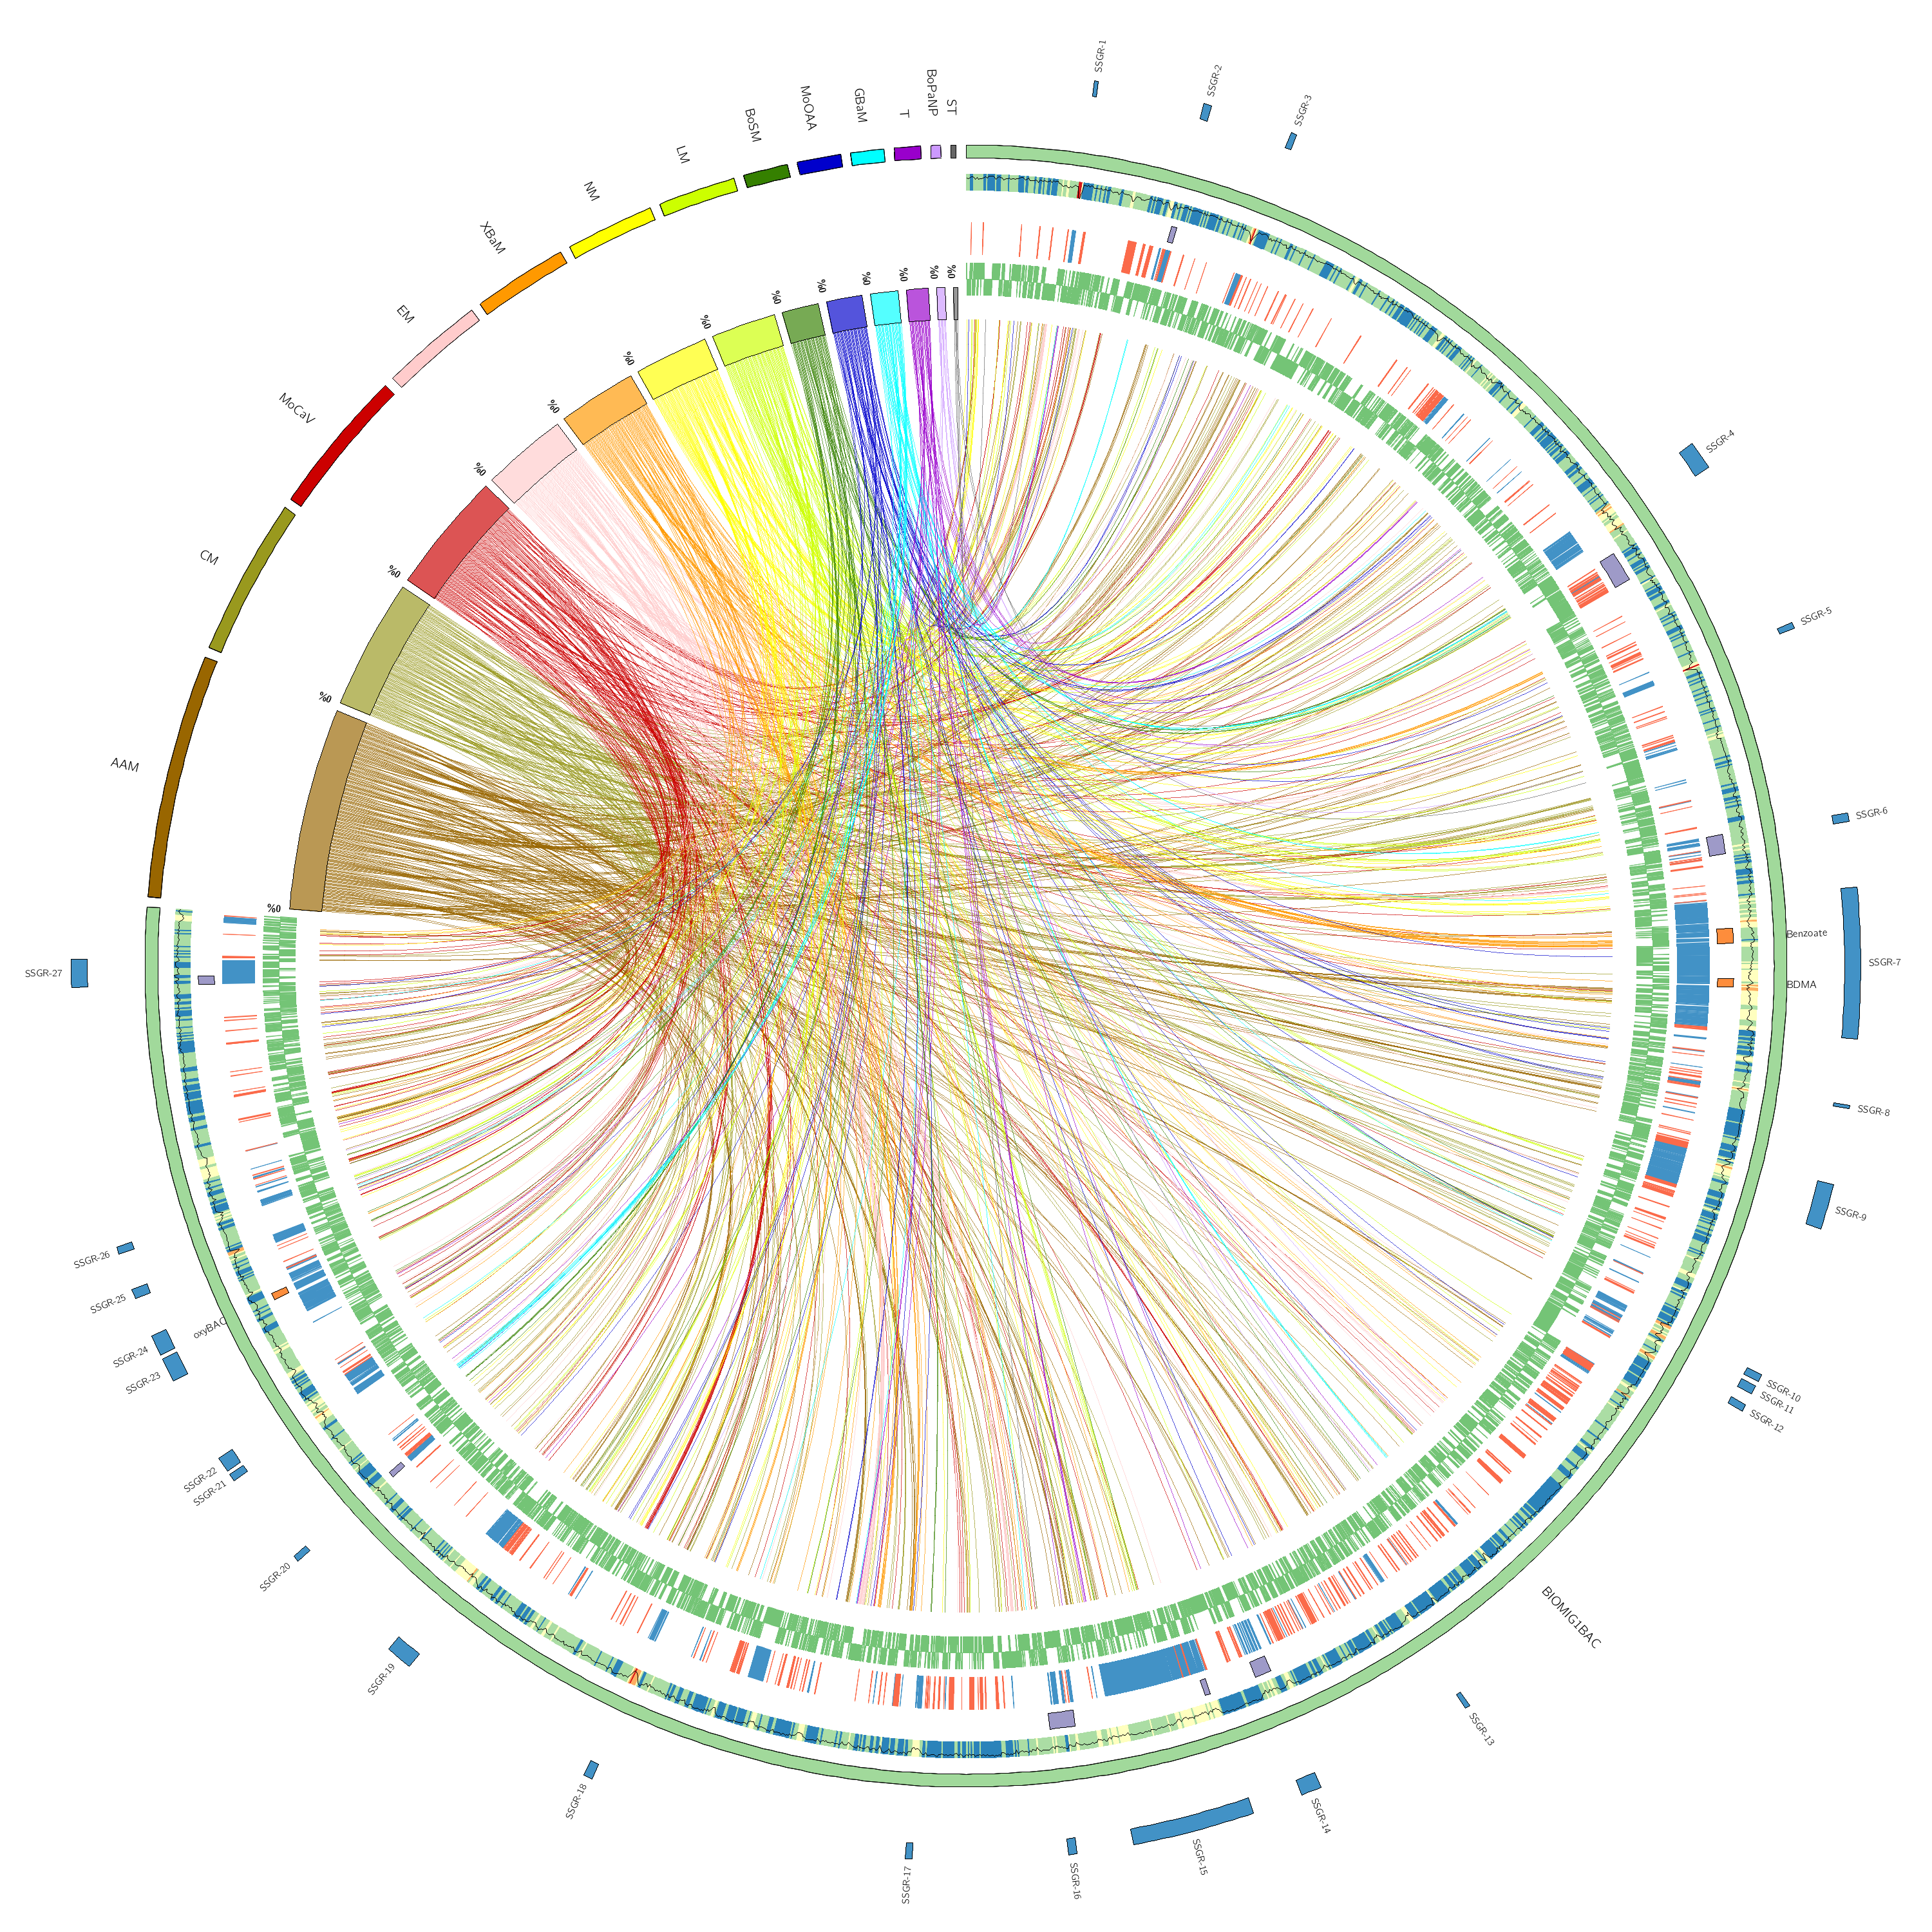 SSGR-1
SSGR-2
SSGR-3
SSGR-4
SSGR-5
SSGR-6
Benzoate
SSGR-7
BDMA
SSGR-8
SSGR-9
SSGR-10
SSGR-11
SSGR-12
BIOMIG1BAC
SSGR-13
SSGR-14
SSGR-15
SSGR-16
SSGR-17
SSGR-18
SSGR-19
SSGR-20
SSGR-21
SSGR-22
SSGR-23
SSGR-24
oxyBAC
SSGR-25
SSGR-26
SSGR-27
AAM
CM
MoCaV
EM
XBaM
NM
LM
BoSM
MoOAA
GBaM
T
BoPaNP
ST
%0
%0
%0
%0
%0
%0
%0
%0
%0
%0
%0
%0
%0